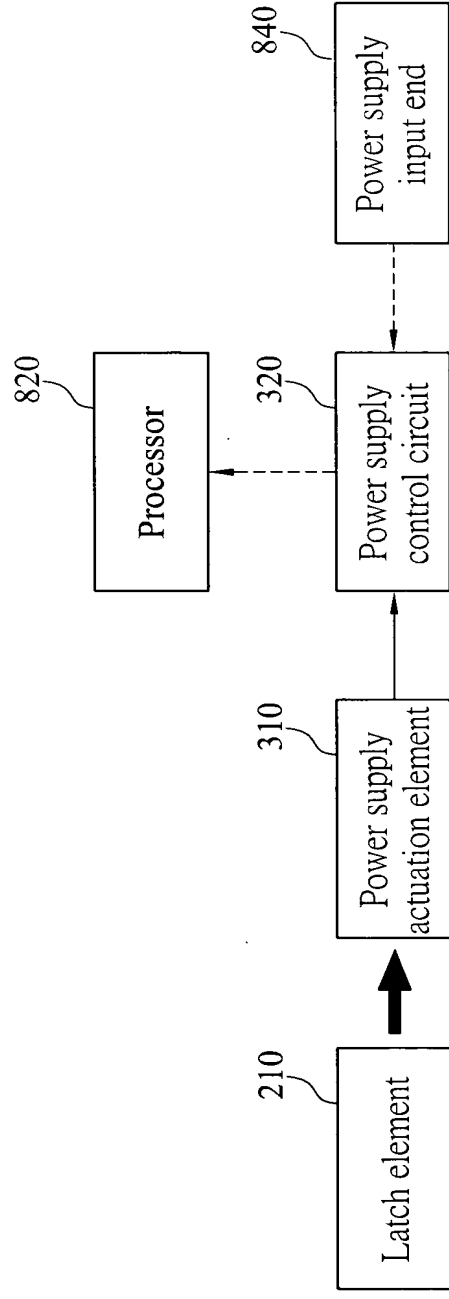 820
Processor
210
Latch element
310
Power supply
actuation element
320
Power supply
control circuit
840
Power supply
input end